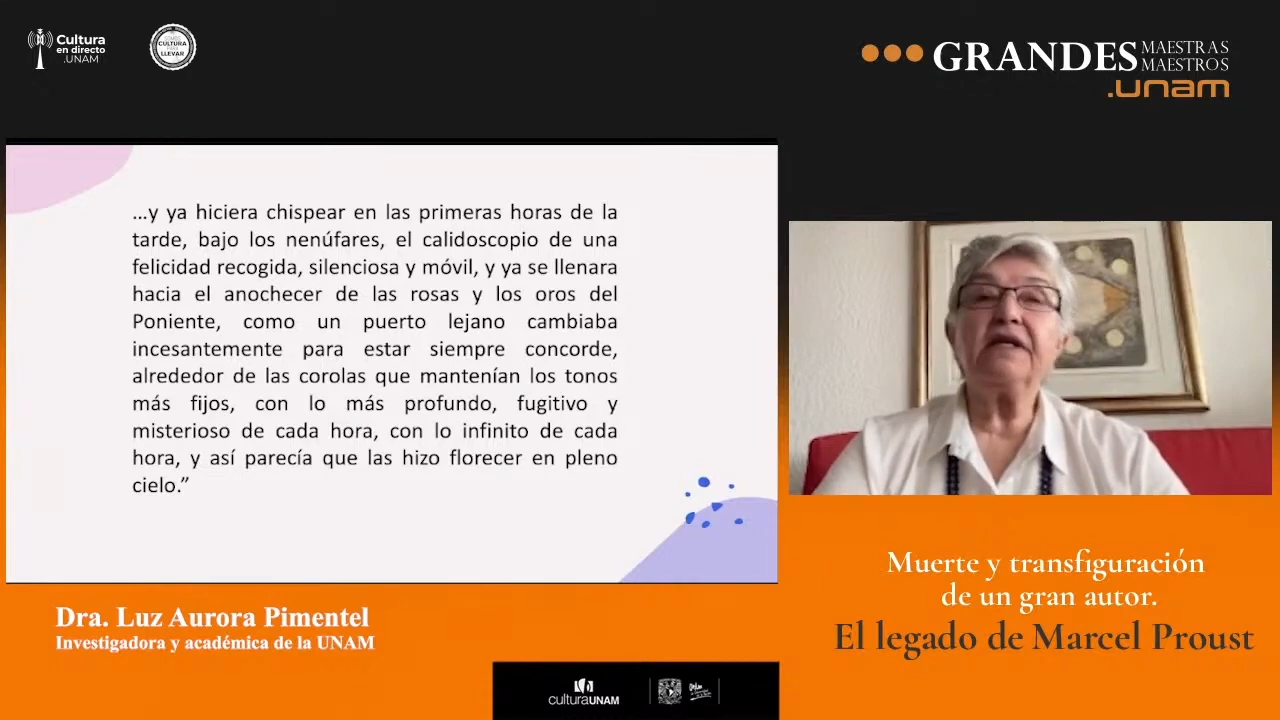 Cultura
en directo
.UNAM
CULTURA
LLEVAR
GRANDES MAESTRAS
MAESTROS
.unam
…y ya hiciera chispear en las primeras horas de la
tarde, bajo los nenúfares, el calidoscopio de una
felicidad recogida, silenciosa y móvil, y ya se llenara
hacia el anochecer de las rosas y los oros del
Poniente, como un puerto lejano cambiaba
incesantemente para estar siempre concorde,
alrededor de las corolas que mantenían los tonos
más fijos, con lo más profundo, fugitivo y
misterioso de cada hora, con lo infinito de cada
hora, y así parecía que las hizo florecer en pleno
cielo.”
Dra. Luz Aurora Pimentel
Investigadora y académica de la UNAM
Muerte y transfiguración
de un gran autor.
El legado de Marcel Proust
culturaUNAM